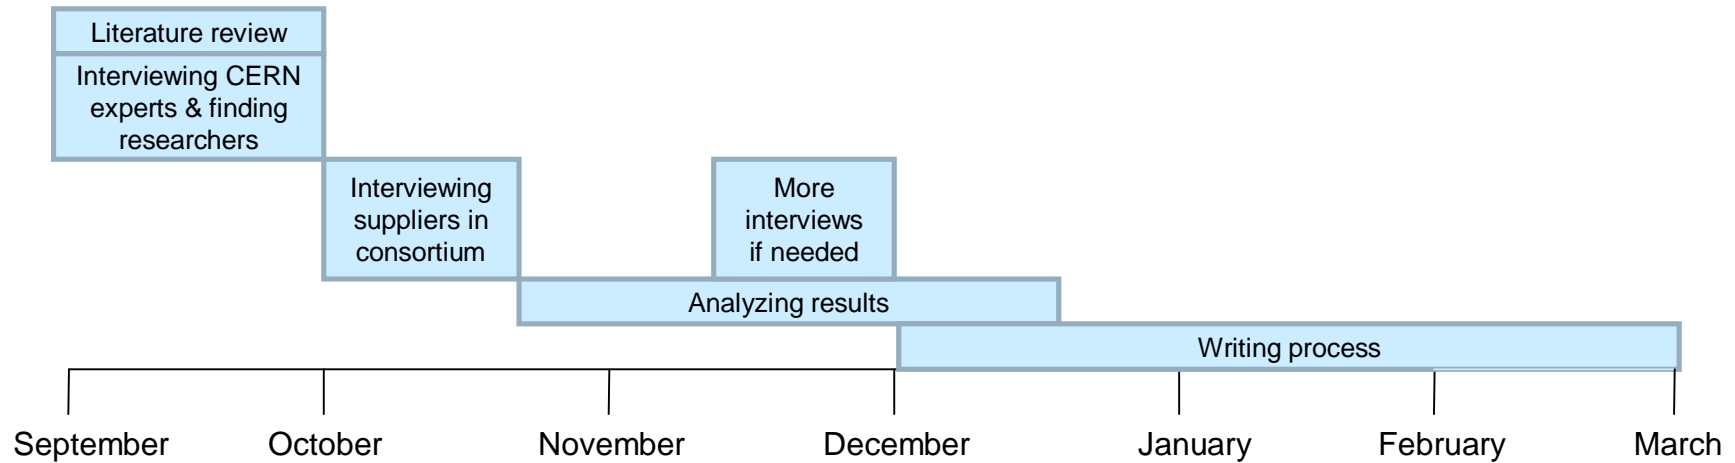 Literature review
Interviewing CERN
experts & finding
researchers
Interviewing
suppliers in
consortium
More
interviews
if needed
Analyzing results
Writing process
September
October
November
December
January
February
March